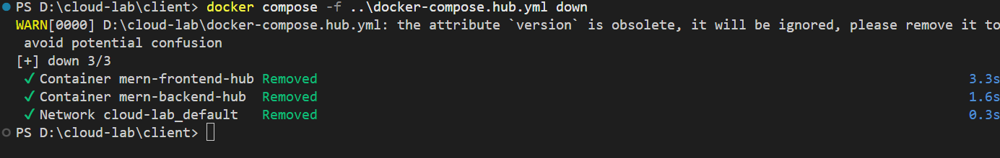 PS D:\cloud-lab\client> docker compose -f ..\docker-compose.hub.yml down
WARN[0000] D:\cloud-lab\docker-compose.hub.yml: the attribute `version` is obsolete, it will be ignored, please remove it to
avoid potential confusion
[+] down 3/3
✓ Container mern-frontend-hub Removed 3.3s
✓ Container mern-backend-hub Removed 1.6s
✓ Network cloud-lab_default Removed 0.3s
PS D:\cloud-lab\client>